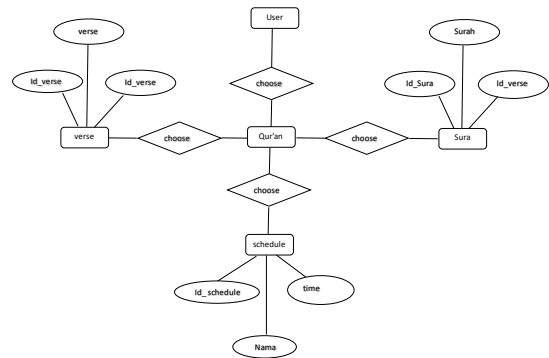 User
verse
Surah
Id_verse
Id_verse
choose
Id_Sura
Id_verse
verse
choose
Qur'an
choose
Sura
choose
schedule
Id_schedule
time
Nama